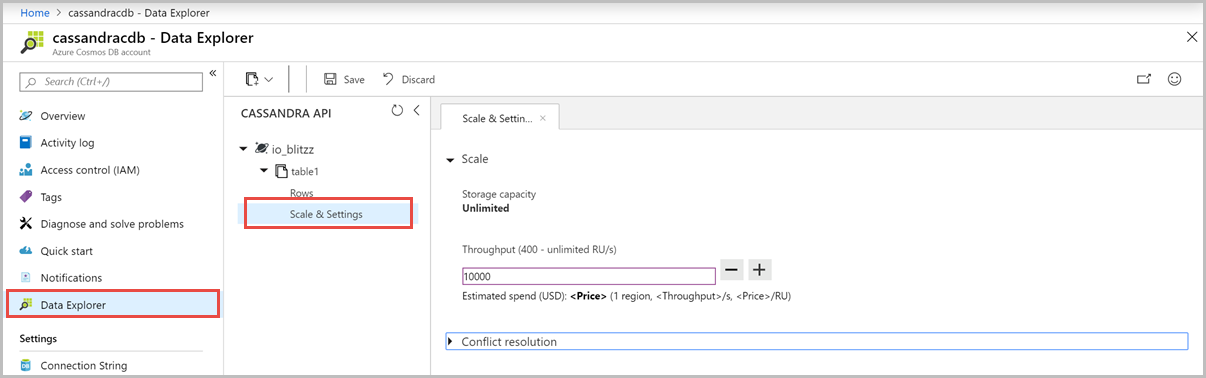 Home > cassandracdb - Data Explorer
cassandracdb - Data Explorer
Azure Cosmos DB account
Search (Ctrl+/)
Overview
Activity log
Access control (IAM)
Tags
Diagnose and solve problems
Quick start
Notifications
Data Explorer
Settings
Connection String
Save
Discard
CASSANDRA API
io_blitzz
table1
Rows
Scale & Settings
Scale & Settin...
Scale
Storage capacity
Unlimited
Throughput (400 - unlimited RU/s)
10000
Estimated spend (USD): <Price> (1 region, <Throughput>/s, <Price>/RU)
Conflict resolution